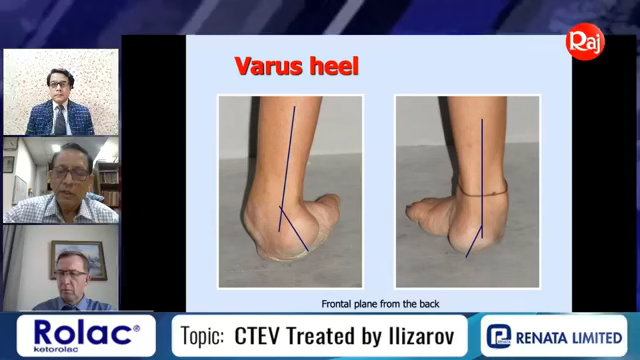 Raj
Varus heel
Frontal plane from the back
Rolac®
ketorolac
Topic: CTEV Treated by Ilizarov
RENATA LIMITED